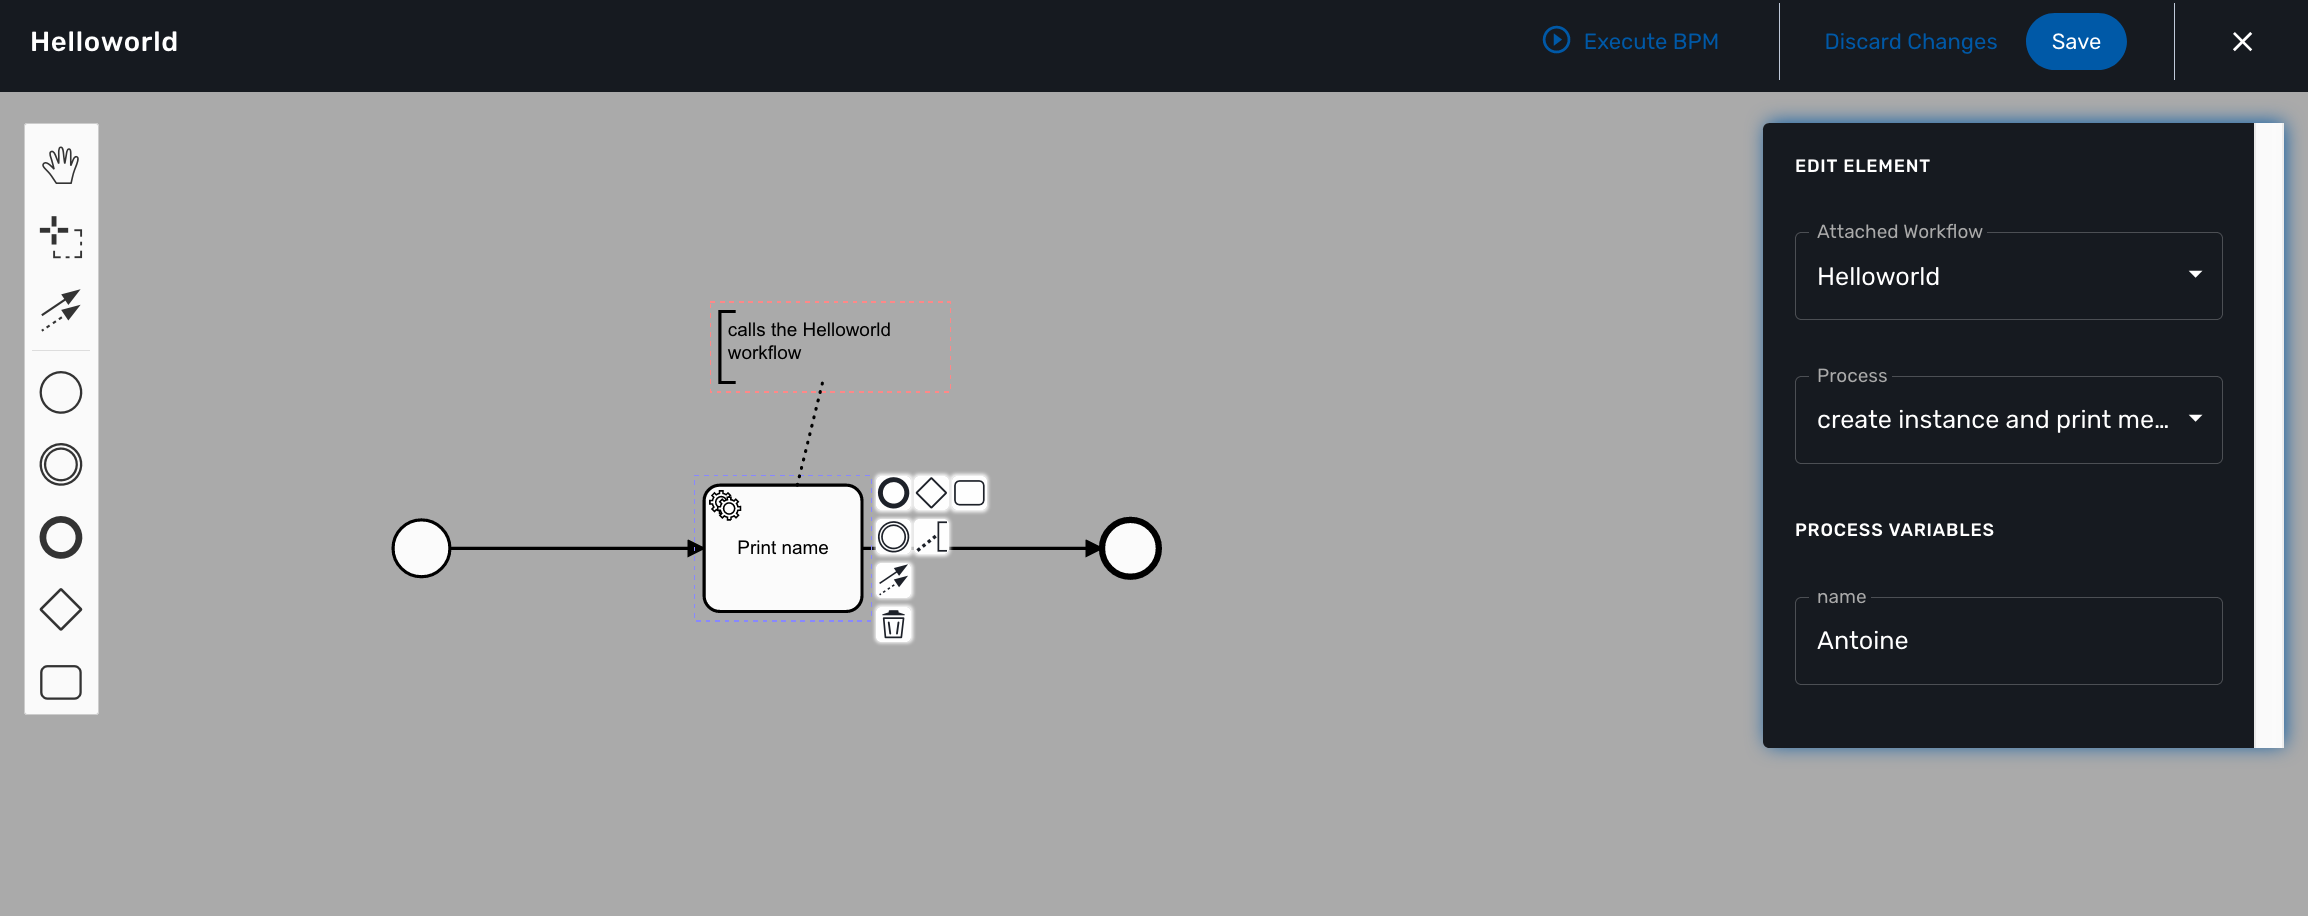 Helloworld
Execute BPM
Discard Changes
Save
calls the Helloworld
workflow
Print name
EDIT ELEMENT
Attached Workflow
Helloworld
Process
create instance and print me...
PROCESS VARIABLES
name
Antoine